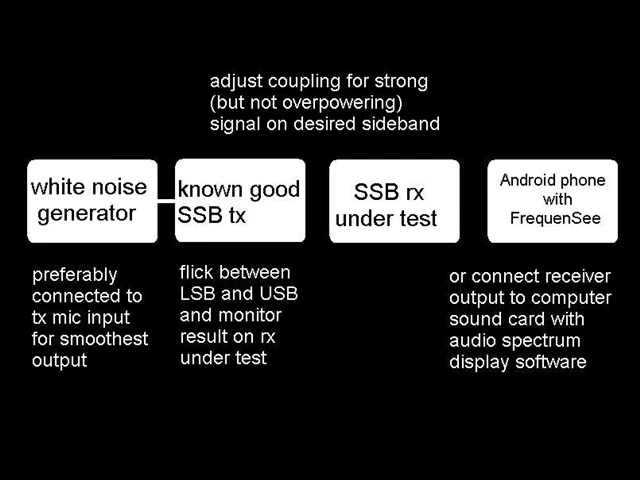 adjust coupling for strong
(but not overpowering)
signal on desired sideband
white noise
generator
known good
SSB tx
SSB rx
under test
Android phone
with
FrequenSee
preferably
connected to
tx mic input
for smoothest
output
flick between
LSB and USB
and monitor
result on rx
under test
or connect receiver
output to computer
sound card with
audio spectrum
display software